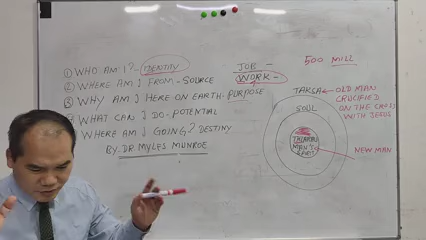 ① WHO AM I? - IDENTITY
② WHERE AM I FROM - SOURCE
③ WHY AM I HERE ON EARTH - PURPOSE
④ WHAT CAN I DO - POTENTIAL
WHERE AM I GOING? DESTINY
BY. DR MYLES MUNROE
JOB -
WORK -
500 MILL
OLD MAN
CRUCIFIED
ON THE CROSS
WITH JESUS
SOUL
MAN'S
SPIRIT
NEW MAN